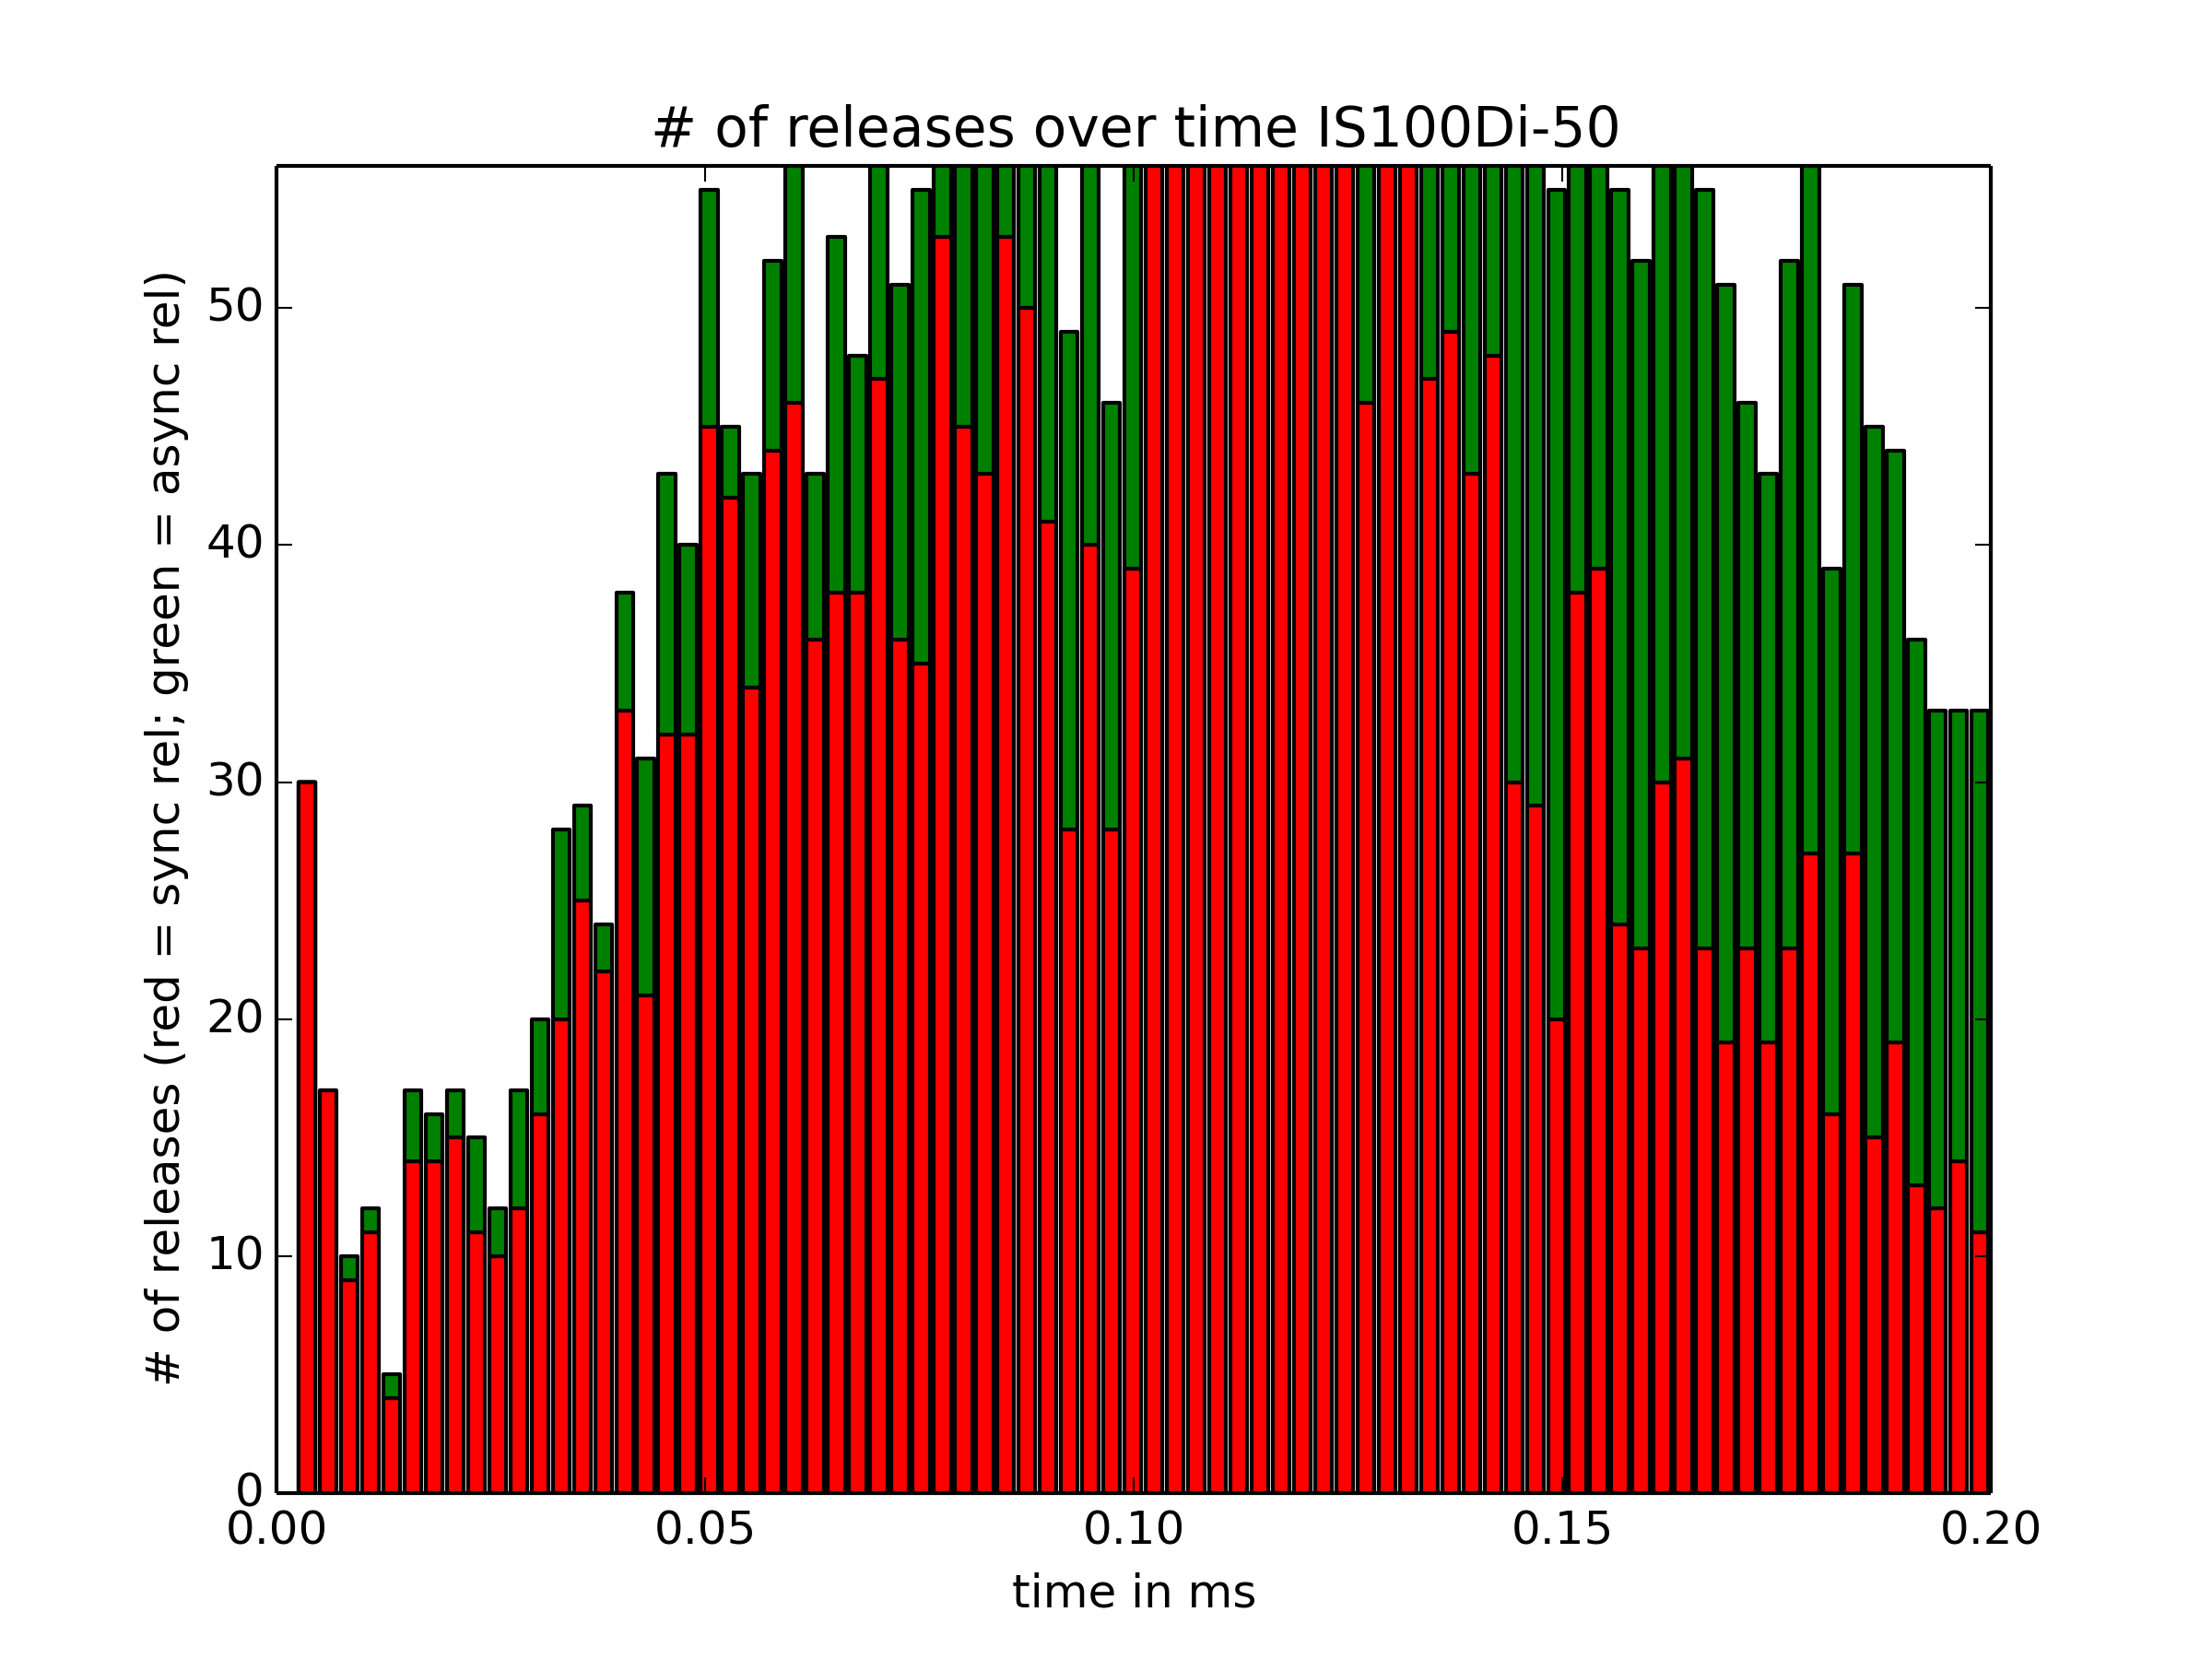 # of releases over time IS100Di-50
# of releases (red = sync rel; green = async rel)
50
40
30
20
10
0
0.00 0.05 0.10 0.15 0.20
time in ms